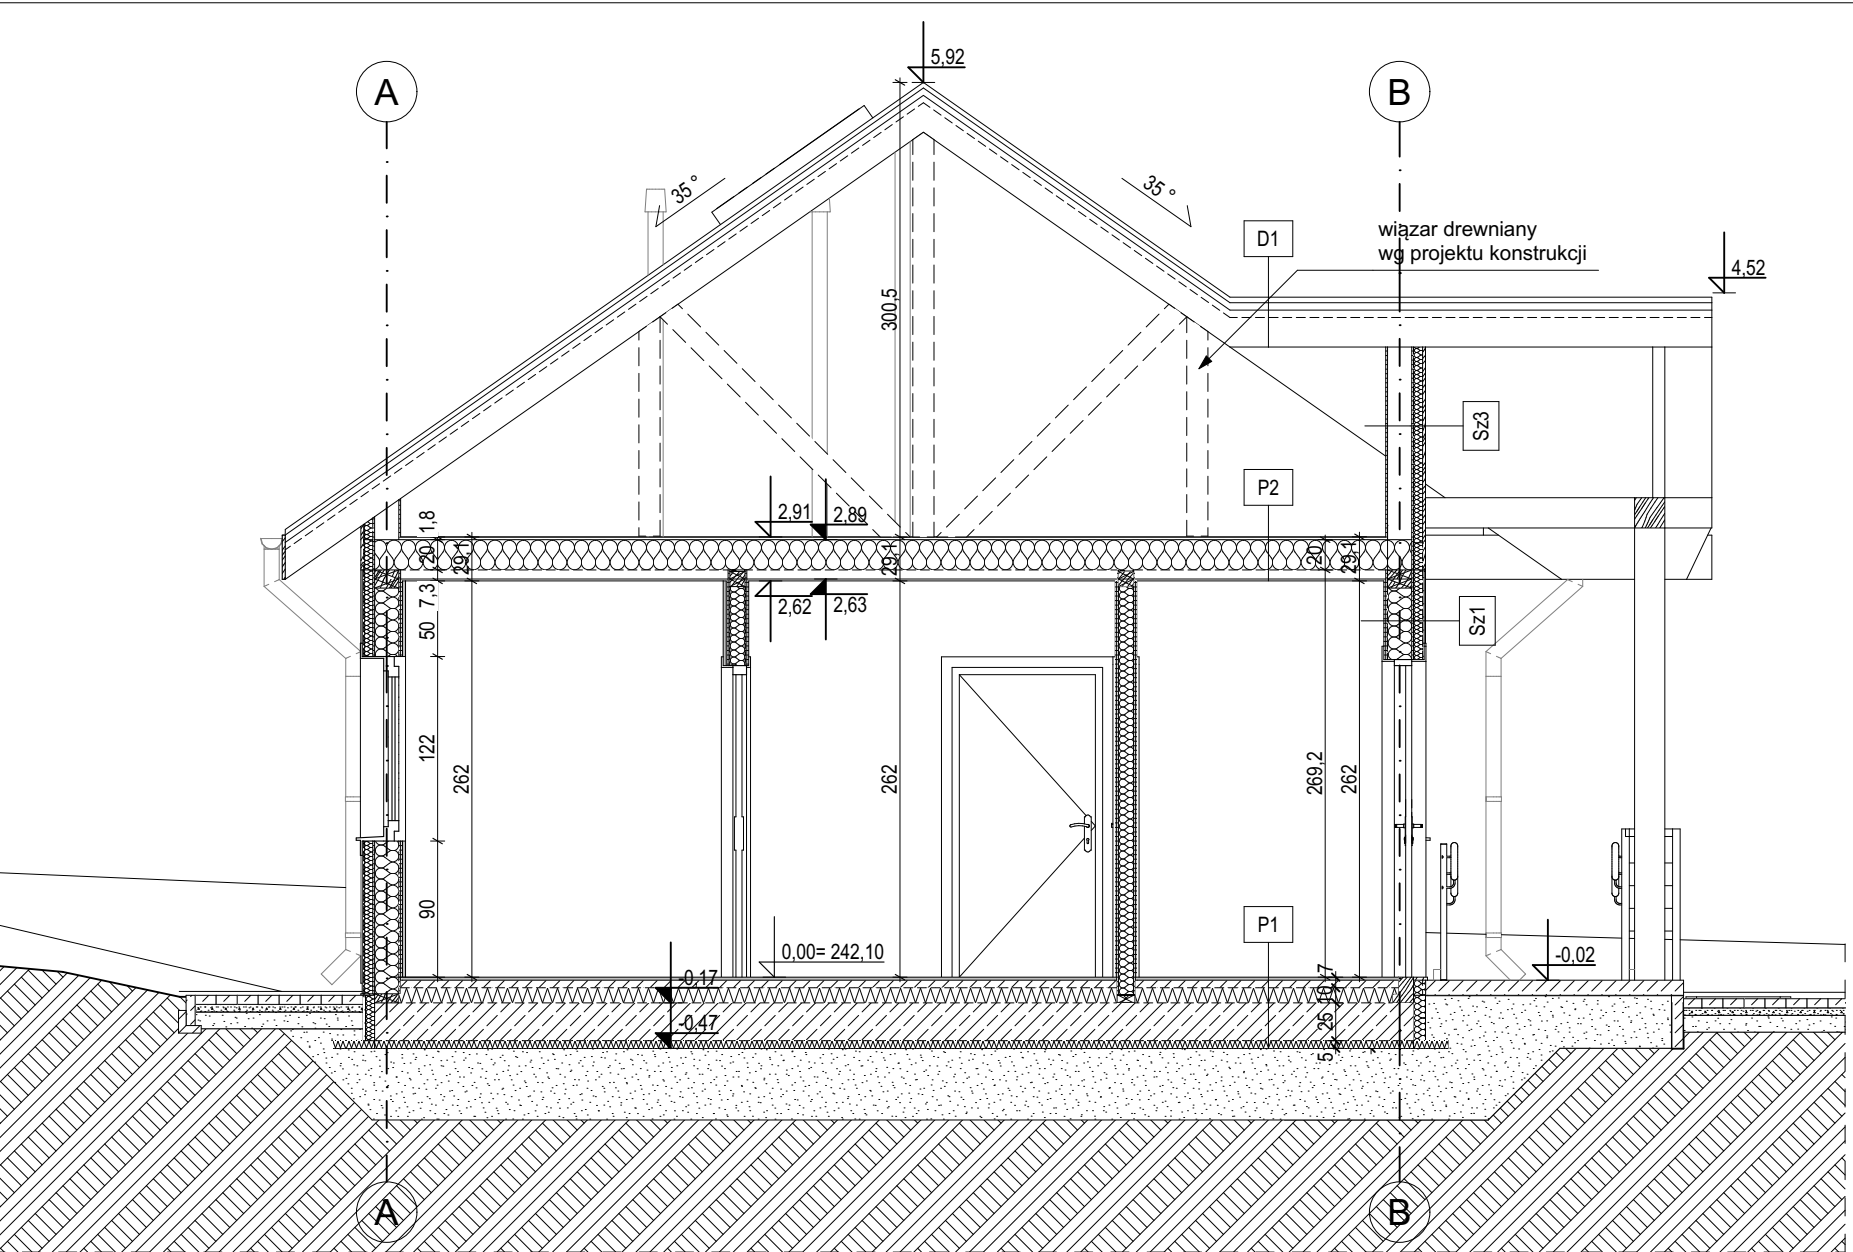 5,92
A
B
35 °
35 °
D1
wiązar drewniany
wg projektu konstrukcji
4,52
300,5
Sz3
P2
1,8
2,91
2,89
20
29,1
29,1
20
29,1
7,3
2,62
2,63
50
Sz1
122
262
262
269,2
262
90
P1
0,00= 242,10
-0,02
-0,17
7
10
-0,47
25
5
A
B